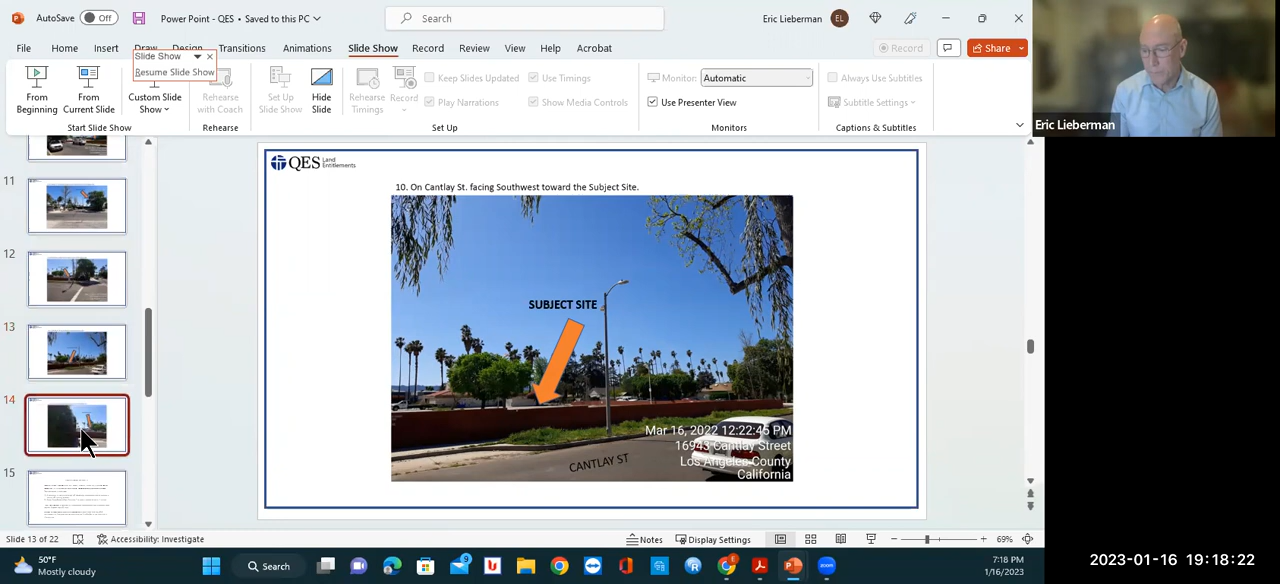 AutoSave Off Power Point - QES • Saved to this PC Search Eric Lieberman EL
File Home Insert Draw Design Transitions Animations Slide Show Record Review View Help Acrobat Record Share
Slide Show
Resume Slide Show
From Beginning
From Current Slide
Custom Slide Show
Rehearse with Coach
Set Up Slide Show
Hide Slide
Rehearse Timings
Record
Keep Slides Updated
Play Narrations
Use Timings
Show Media Controls
Monitor: Automatic
Use Presenter View
Always Use Subtitles
Subtitle Settings
Start Slide Show Rehearse Set Up Monitors Captions & Subtitles
Eric Lieberman
11
12
13
14
15
QES Land Entitlements
10. On Cantlay St. facing Southwest toward the Subject Site.
SUBJECT SITE
CANTLAY ST
Mar 16, 2022 12:22:45 PM
16943 Cantlay Street
Los Angeles County
California
Slide 13 of 22 Accessibility: Investigate Notes Display Settings 69%
50°F
Mostly cloudy
Search
7:18 PM
1/16/2023
2023-01-16 19:18:22